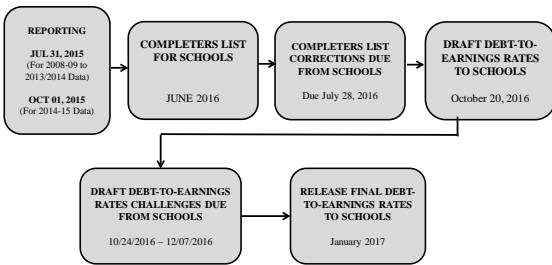 REPORTING
JUL 31, 2015
(For 2008-09 to
2013/2014 Data)
OCT 01, 2015
(For 2014-15 Data)
COMPLETERS LIST
FOR SCHOOLS
JUNE 2016
COMPLETERS LIST
CORRECTIONS DUE
FROM SCHOOLS
Due July 28, 2016
DRAFT DEBT-TO-
EARNINGS RATES
TO SCHOOLS
October 20, 2016
DRAFT DEBT-TO-EARNINGS
RATES CHALLENGES DUE
FROM SCHOOLS
10/24/2016 – 12/07/2016
RELEASE FINAL DEBT-
TO-EARNINGS RATES
TO SCHOOLS
January 2017